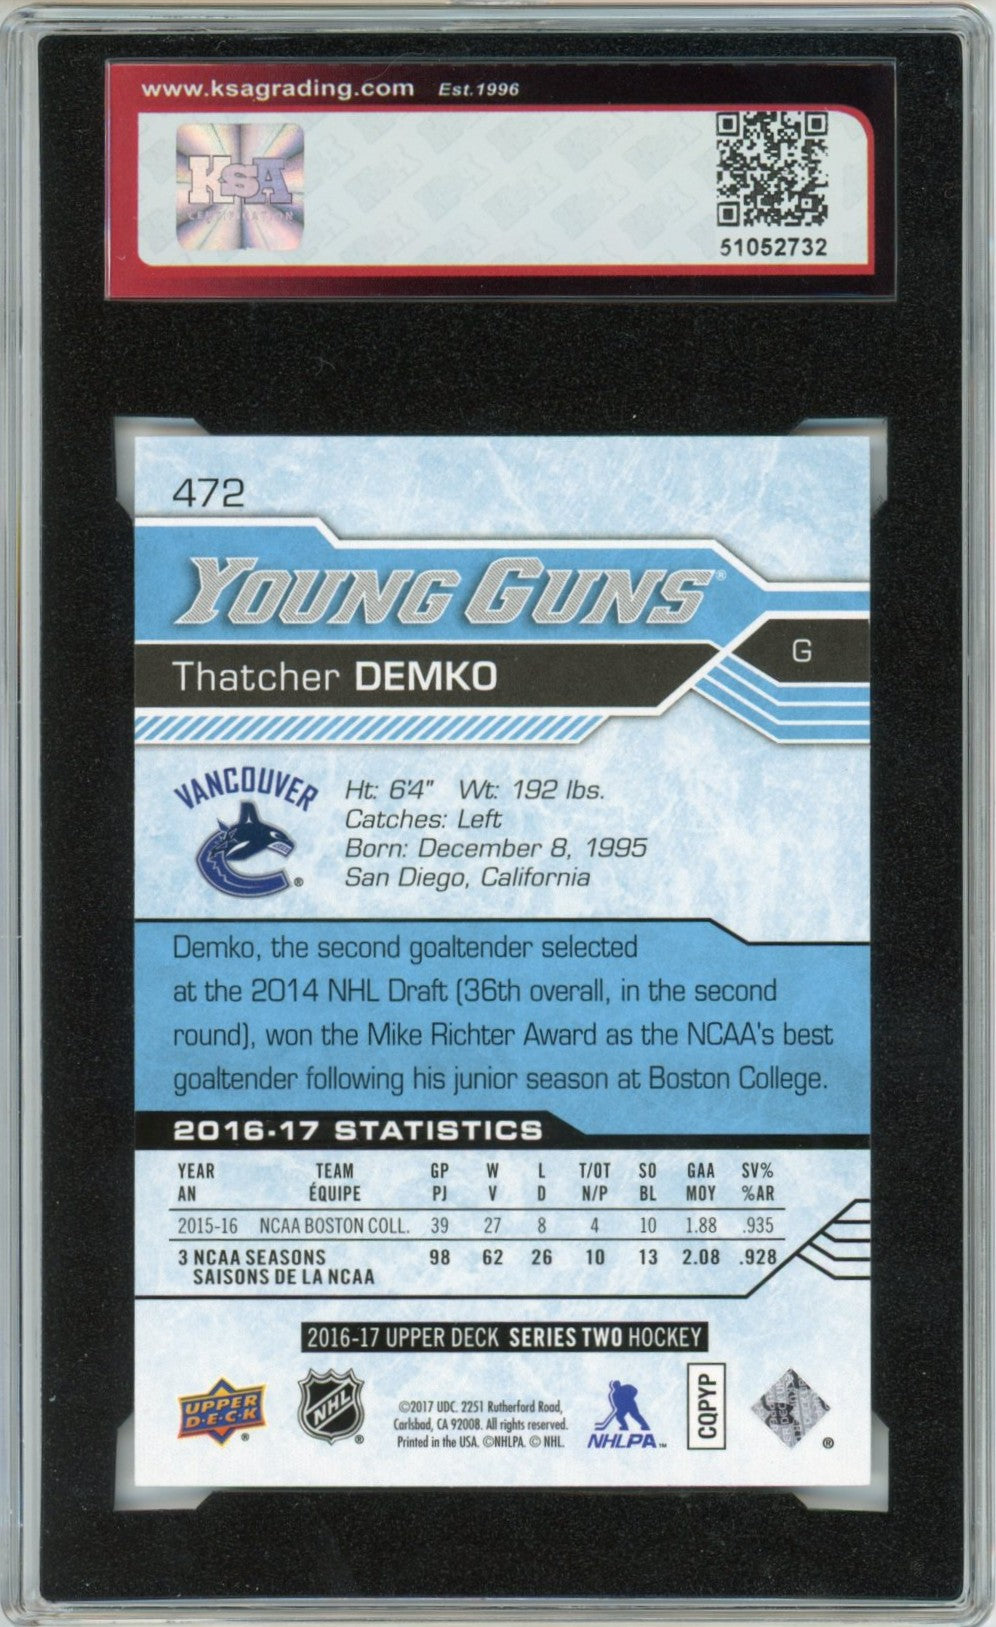 www.ksagrading.com Est.1996
KSA
CERTIFICATION
51052732
472
YOUNG GUNS®
G
Thatcher DEMKO
VANCOUVER
Ht: 6'4" Wt: 192 lbs.
Catches: Left
Born: December 8, 1995
San Diego, California
Demko, the second goaltender selected
at the 2014 NHL Draft (36th overall, in the second
round), won the Mike Richter Award as the NCAA's best
goaltender following his junior season at Boston College.
2016-17 STATISTICS
YEAR TEAM GP W L T/OT SO GAA SV%
AN ÉQUIPE PJ V D N/P BL MOY %AR
2015-16 NCAA BOSTON COLL. 39 27 8 4 10 1.88 .935
3 NCAA SEASONS 98 62 26 10 13 2.08 .928
SAISONS DE LA NCAA
2016-17 UPPER DECK SERIES TWO HOCKEY
UPPER
D·E·C·K ®
NHL ®
©2017 UDC. 2251 Rutherford Road,
Carlsbad, CA 92008. All rights reserved.
Printed in the USA. ©NHLPA. © NHL.
NHLPA™
CQPYP
®